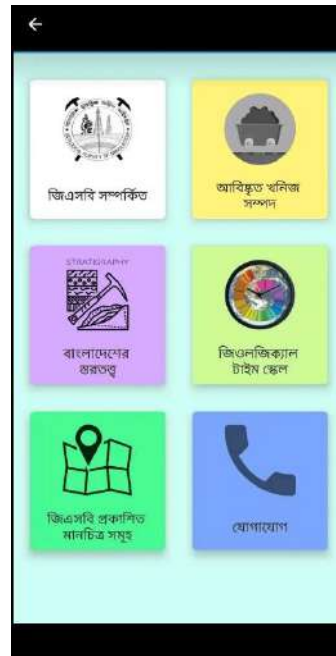 জিএসবি সম্পর্কিত
আবিষ্কৃত খনিজ
সম্পদ
STRATIGRAPHY
বাংলাদেশের
স্তরতত্ত্ব
জিওলজিক্যাল
টাইম স্কেল
জিএসবি প্রকাশিত
মানচিত্র সমূহ
যোগাযোগ